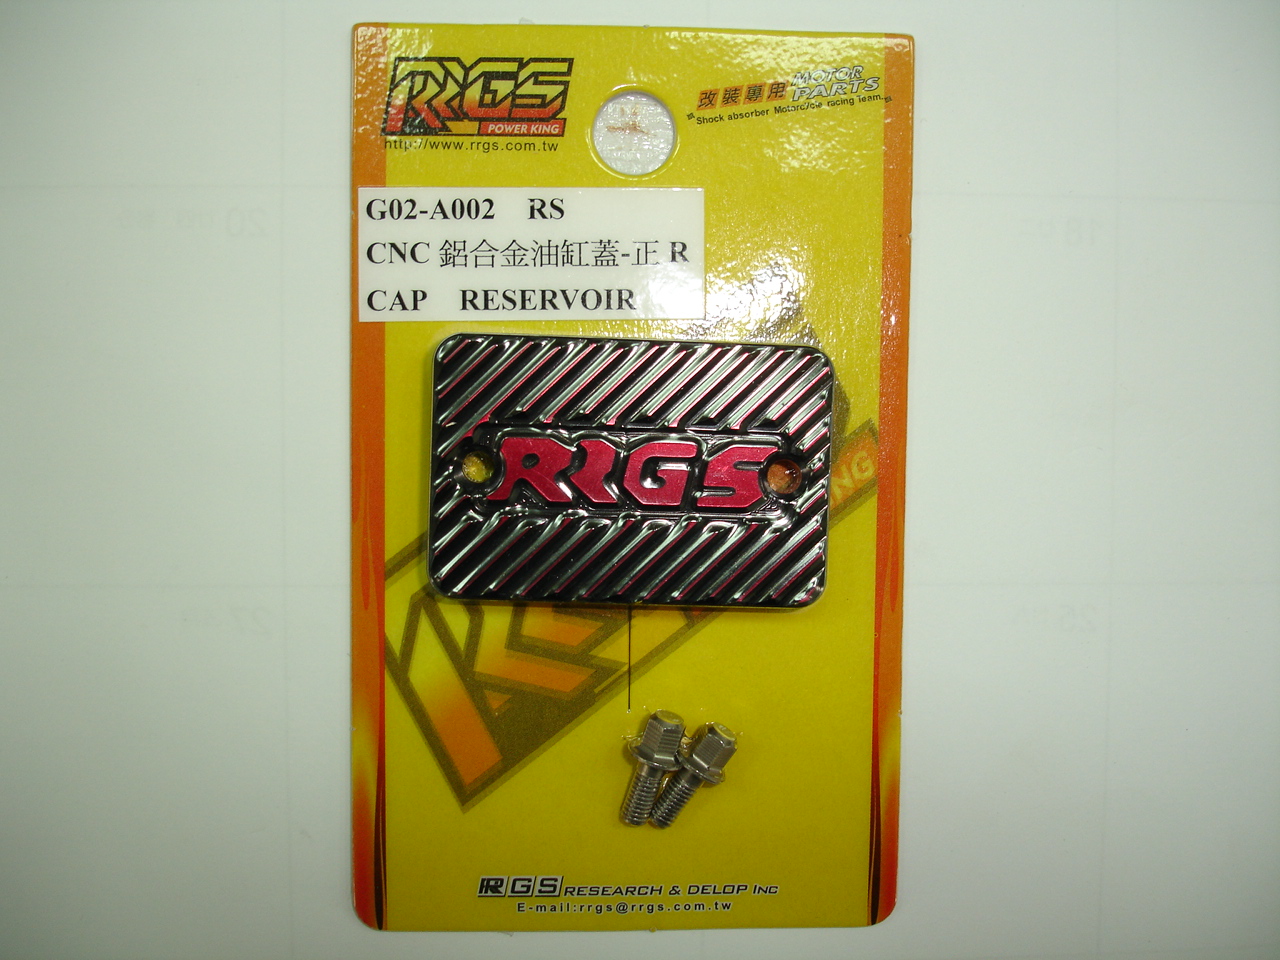 RRGS
POWER KING
http://www.rrgs.com.tw
改裝專用 MOTOR PARTS
Shock absorber Motorcycle racing Team.
G02-A002 RS
CNC 鋁合金油缸蓋-正 R
CAP RESERVOIR
RRGS
KING
RRGS RESEARCH & DELOP INC
E-mail:rrgs@rrgs.com.tw